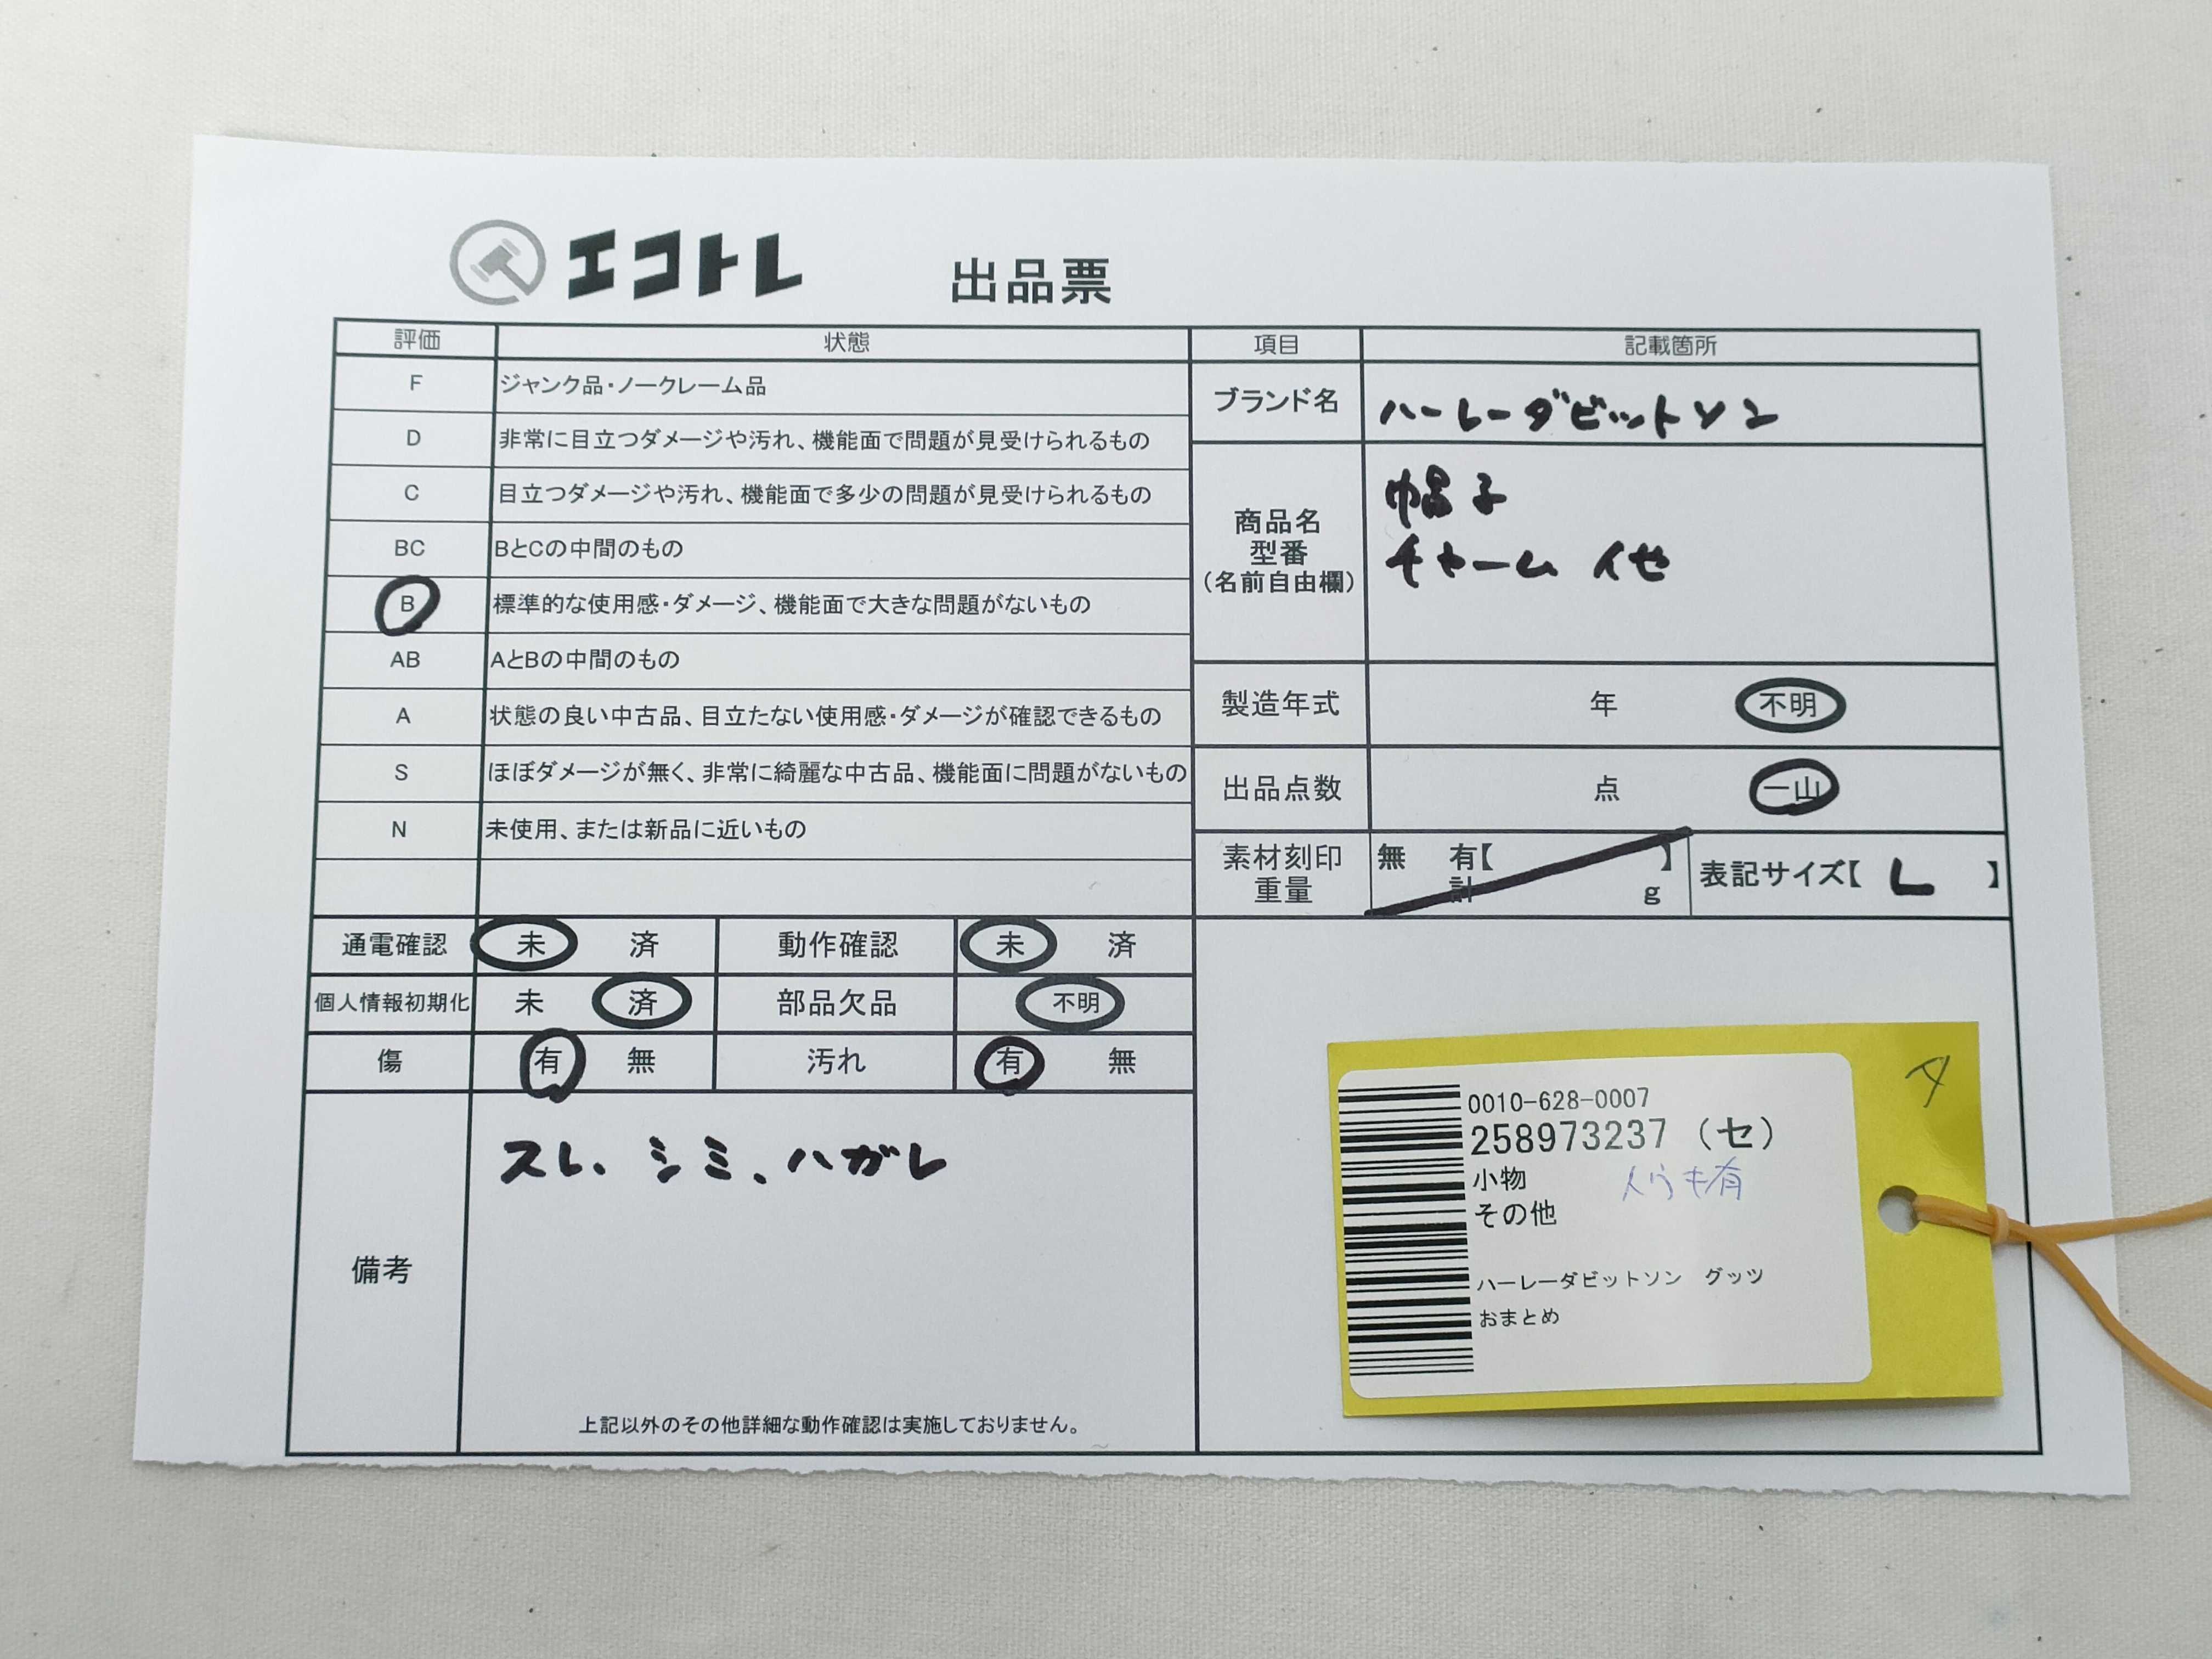 エコトレ 出品票
評価 状態 項目 記載箇所
F ジャンク品・ノークレーム品
D 非常に目立つダメージや汚れ、機能面で問題が見受けられるもの
C 目立つダメージや汚れ、機能面で多少の問題が見受けられるもの
BC BとCの中間のもの
B 標準的な使用感・ダメージ、機能面で大きな問題がないもの
AB AとBの中間のもの
A 状態の良い中古品、目立たない使用感・ダメージが確認できるもの
S ほぼダメージが無く、非常に綺麗な中古品、機能面に問題がないもの
N 未使用、または新品に近いもの
ブランド名 ハーレーダビットソン
商品名
型番
(名前自由欄)
帽子
チャーム 他
製造年式 年 不明
出品点数 点 一山
素材刻印
重量
無 有【 】
計 g
表記サイズ【 L 】
通電確認 未 済 動作確認 未 済
個人情報初期化 未 済 部品欠品 不明
傷 有 無 汚れ 有 無
備考
スレ、シミ、ハガレ
上記以外のその他詳細な動作確認は実施しておりません。
0010-628-0007
258973237 (セ)
小物
その他
ハーレーダビットソン グッツ
おまとめ